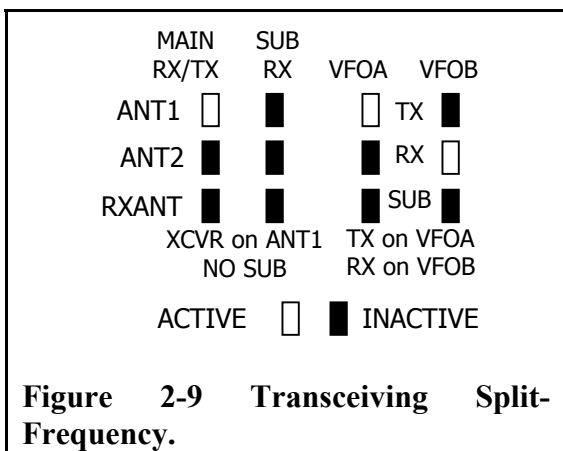 MAIN SUB
RX/TX RX VFOA VFOB
ANT1 TX
ANT2 RX
RXANT SUB
XCVR on ANT1 TX on VFOA
NO SUB RX on VFOB
ACTIVE INACTIVE
Figure 2-9 Transceiving Split-
Frequency.